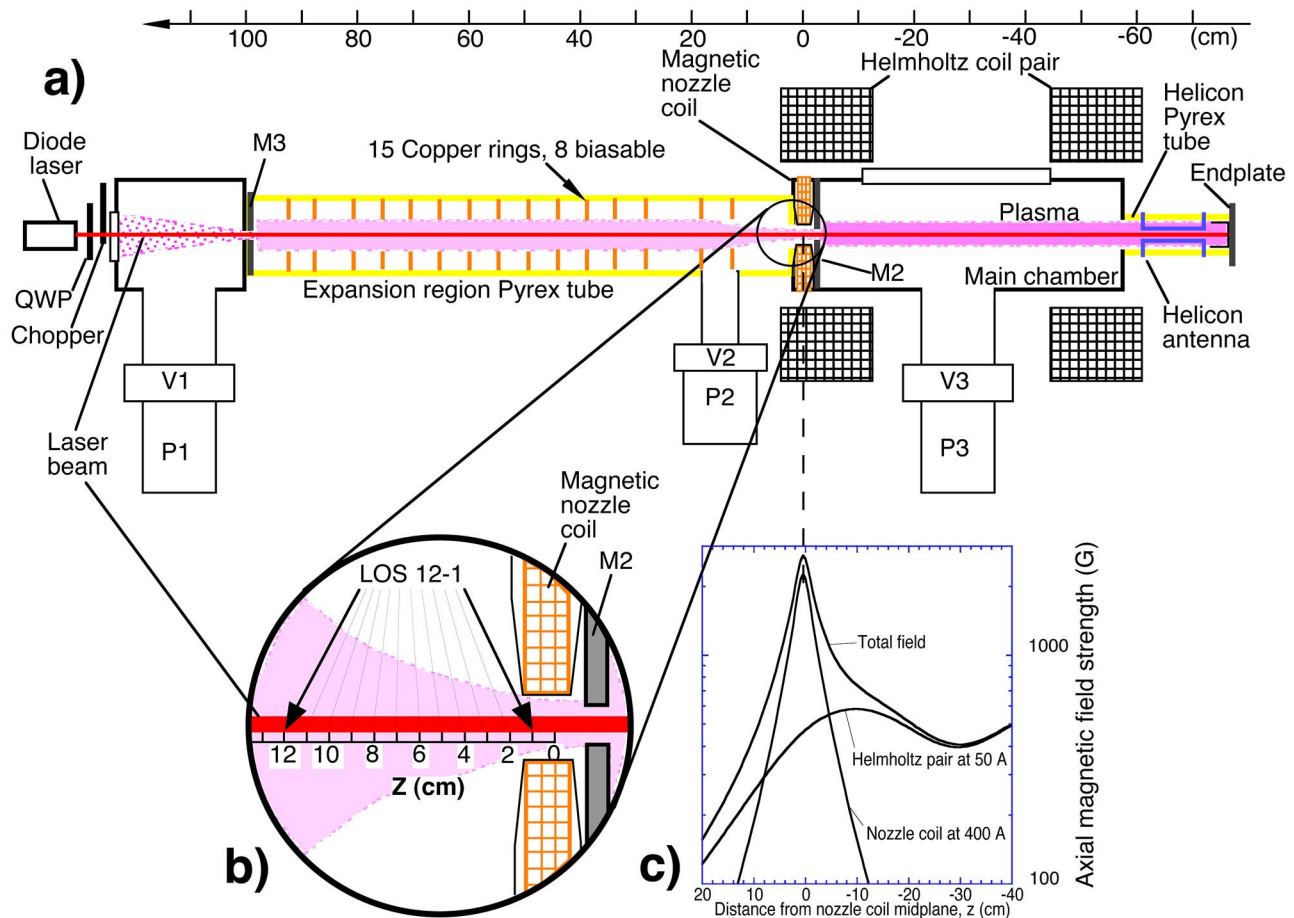 100 80 60 40 20 0 -20 -40 -60 (cm)
a)
Diode
laser
M3
15 Copper rings, 8 biasable
Magnetic
nozzle
coil
Helmholtz coil pair
Helicon
Pyrex
tube
Endplate
Plasma
QWP
Chopper
Expansion region Pyrex tube
M2
Main chamber
Helicon
antenna
V1
P1
V2
P2
V3
P3
Laser
beam
Magnetic
nozzle
coil
M2
LOS 12-1
12 10 8 6 4 2 0
Z (cm)
b)
c)
Total field
Helmholtz pair at 50 A
Nozzle coil at 400 A
1000
100
Axial magnetic field strength (G)
20 10 0 -10 -20 -30 -40
Distance from nozzle coil midplane, z (cm)